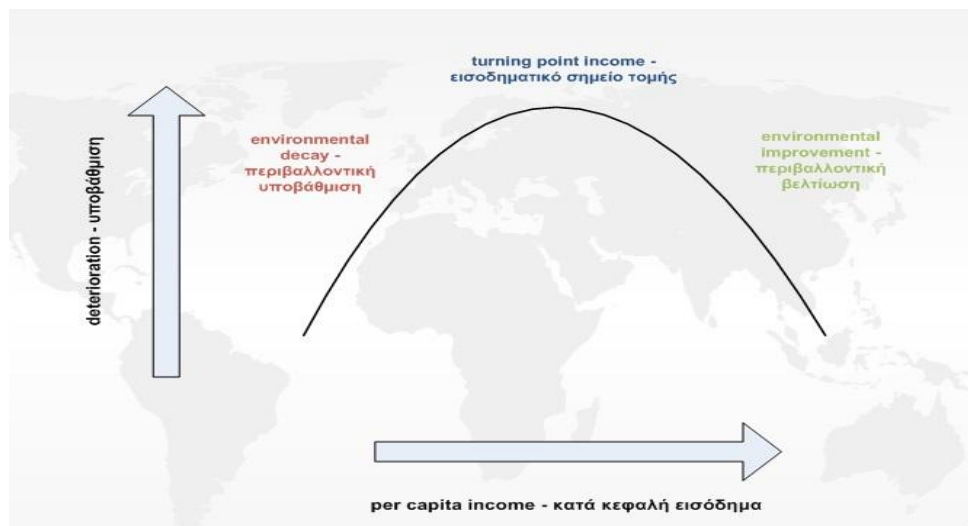 turning point income -
εισοδηματικό σημείο τομής
environmental
decay -
περιβαλλοντική
υποβάθμιση
environmental
improvement -
περιβαλλοντική
βελτίωση
deterioration - υποβάθμιση
per capita income - κατά κεφαλή εισόδημα